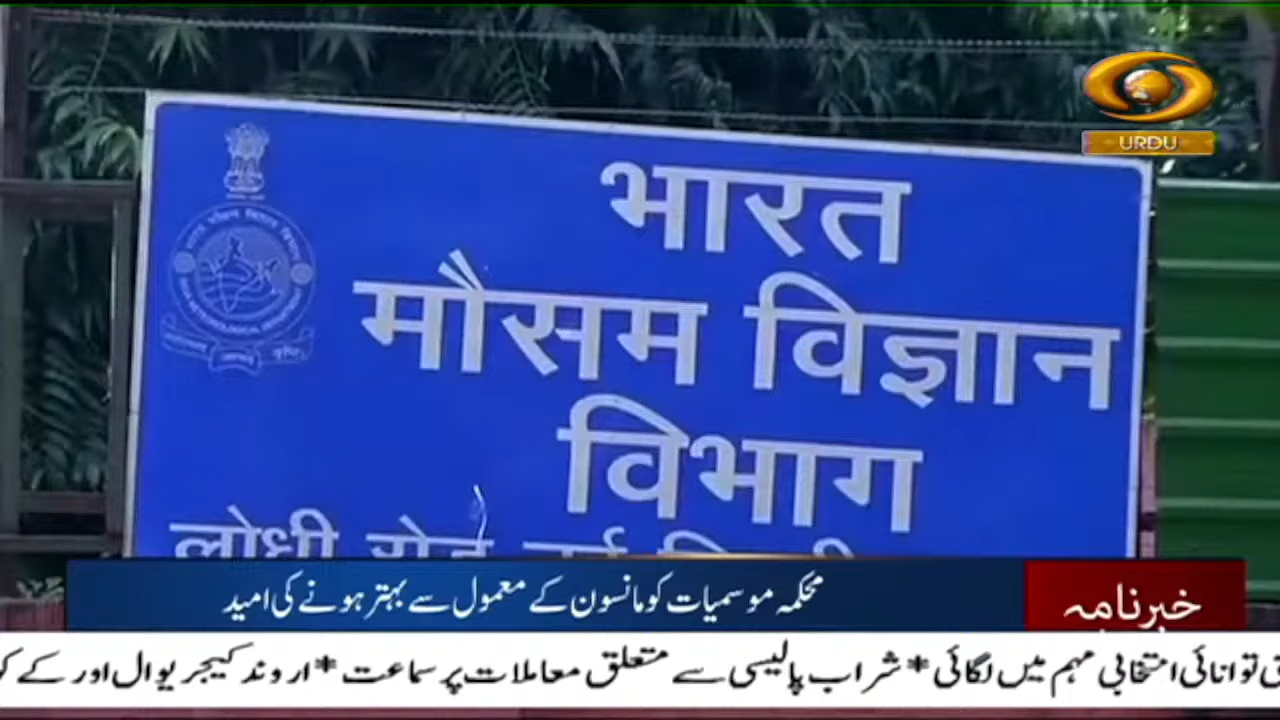 URDU
भारत
मौसम विज्ञान
विभाग
लोधी रोड नई दिल्ली
محکمہ موسمیات کو مانسون کے معمول سے بہتر ہونے کی امید
خبرنامہ
توانائی انتخابی مہم میں لگائی * شراب پالیسی سے متعلق معاملات پر سماعت * اروند کیجریوال اور کے